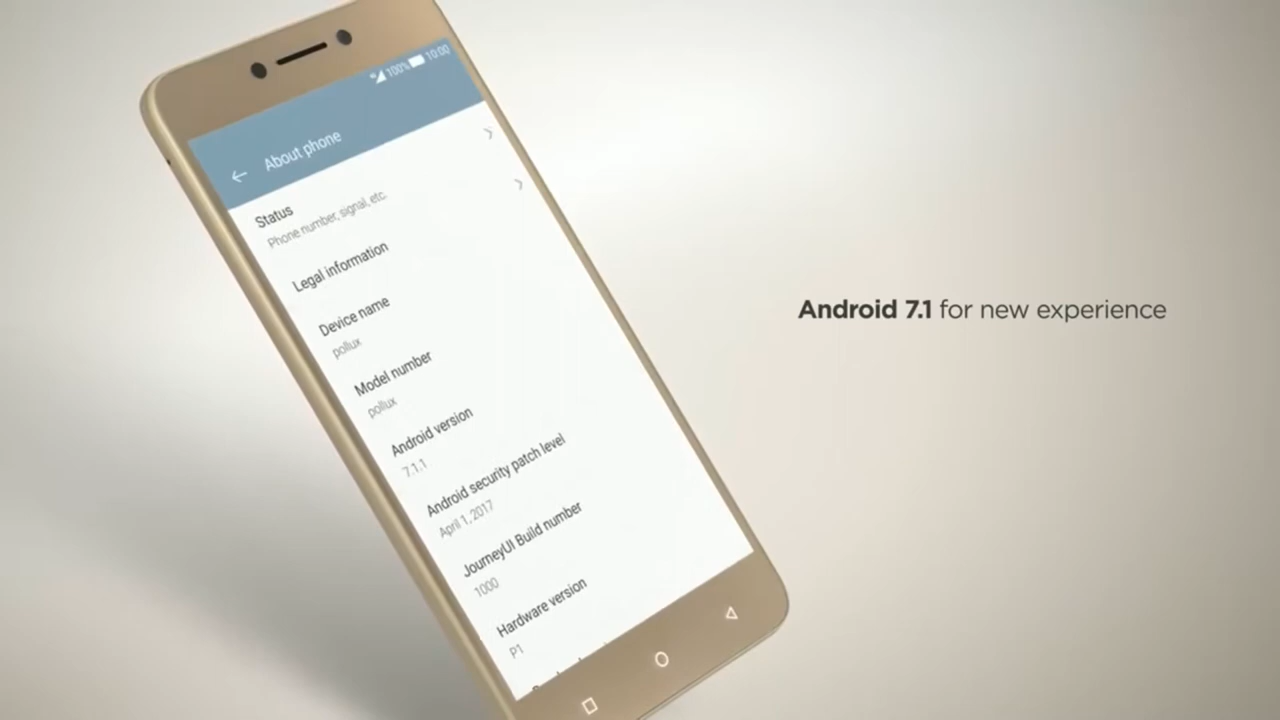 100% 10:00
About phone
Status
Phone number, signal, etc.
Legal information
Device name
pollux
Model number
pollux
Android version
7.1.1
Android security patch level
April 1, 2017
JourneyUI Build number
1000
Hardware version
P1
Android 7.1 for new experience